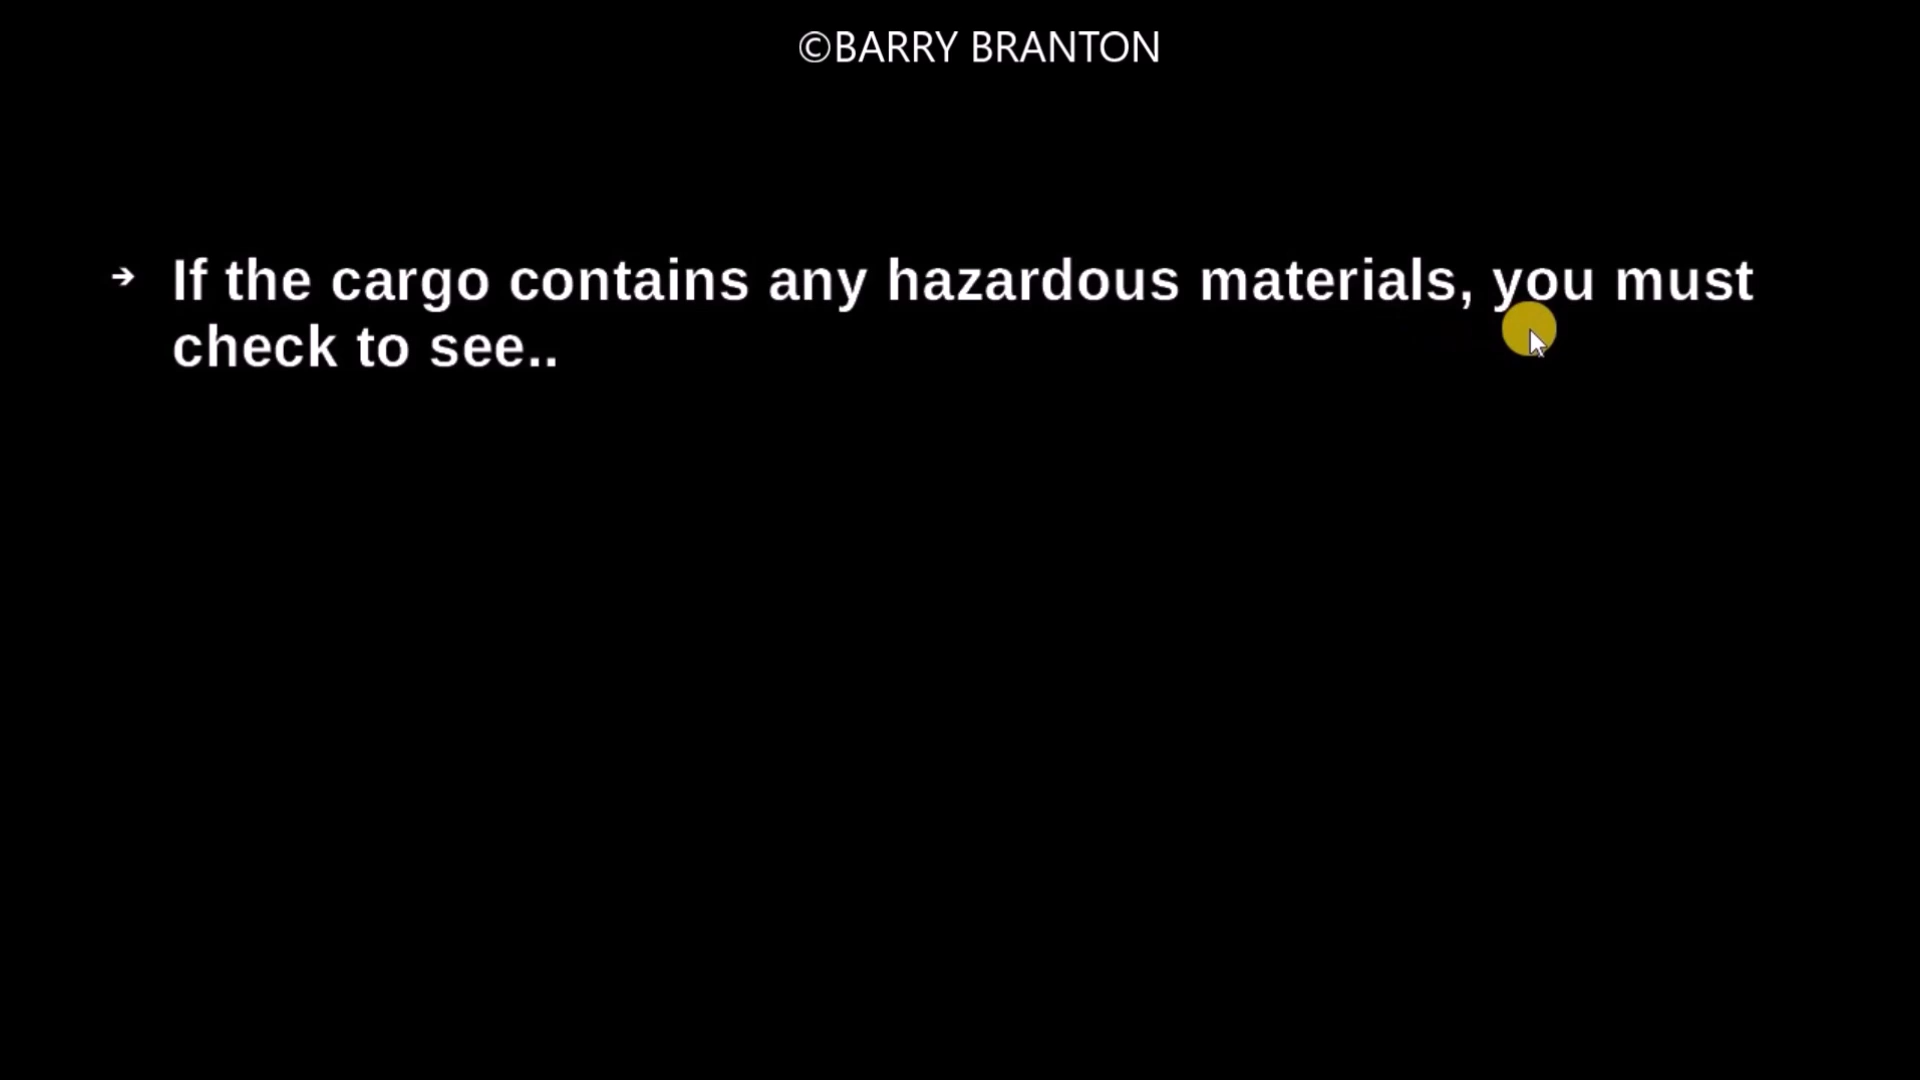 ©BARRY BRANTON
➔ If the cargo contains any hazardous materials, you must
check to see..